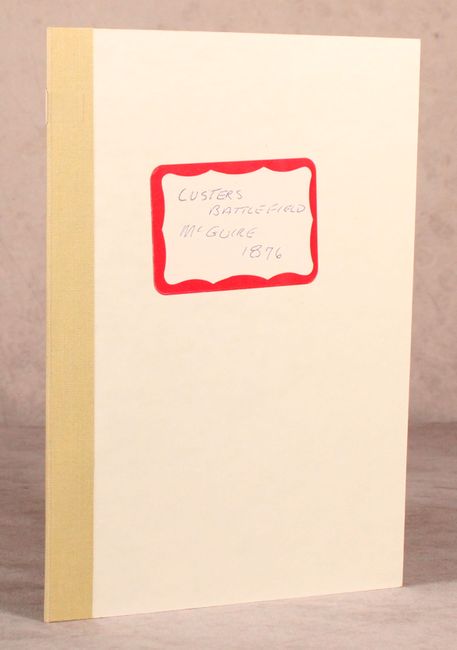 CUSTERS
BATTLEFIELD
McGUIRE
1876